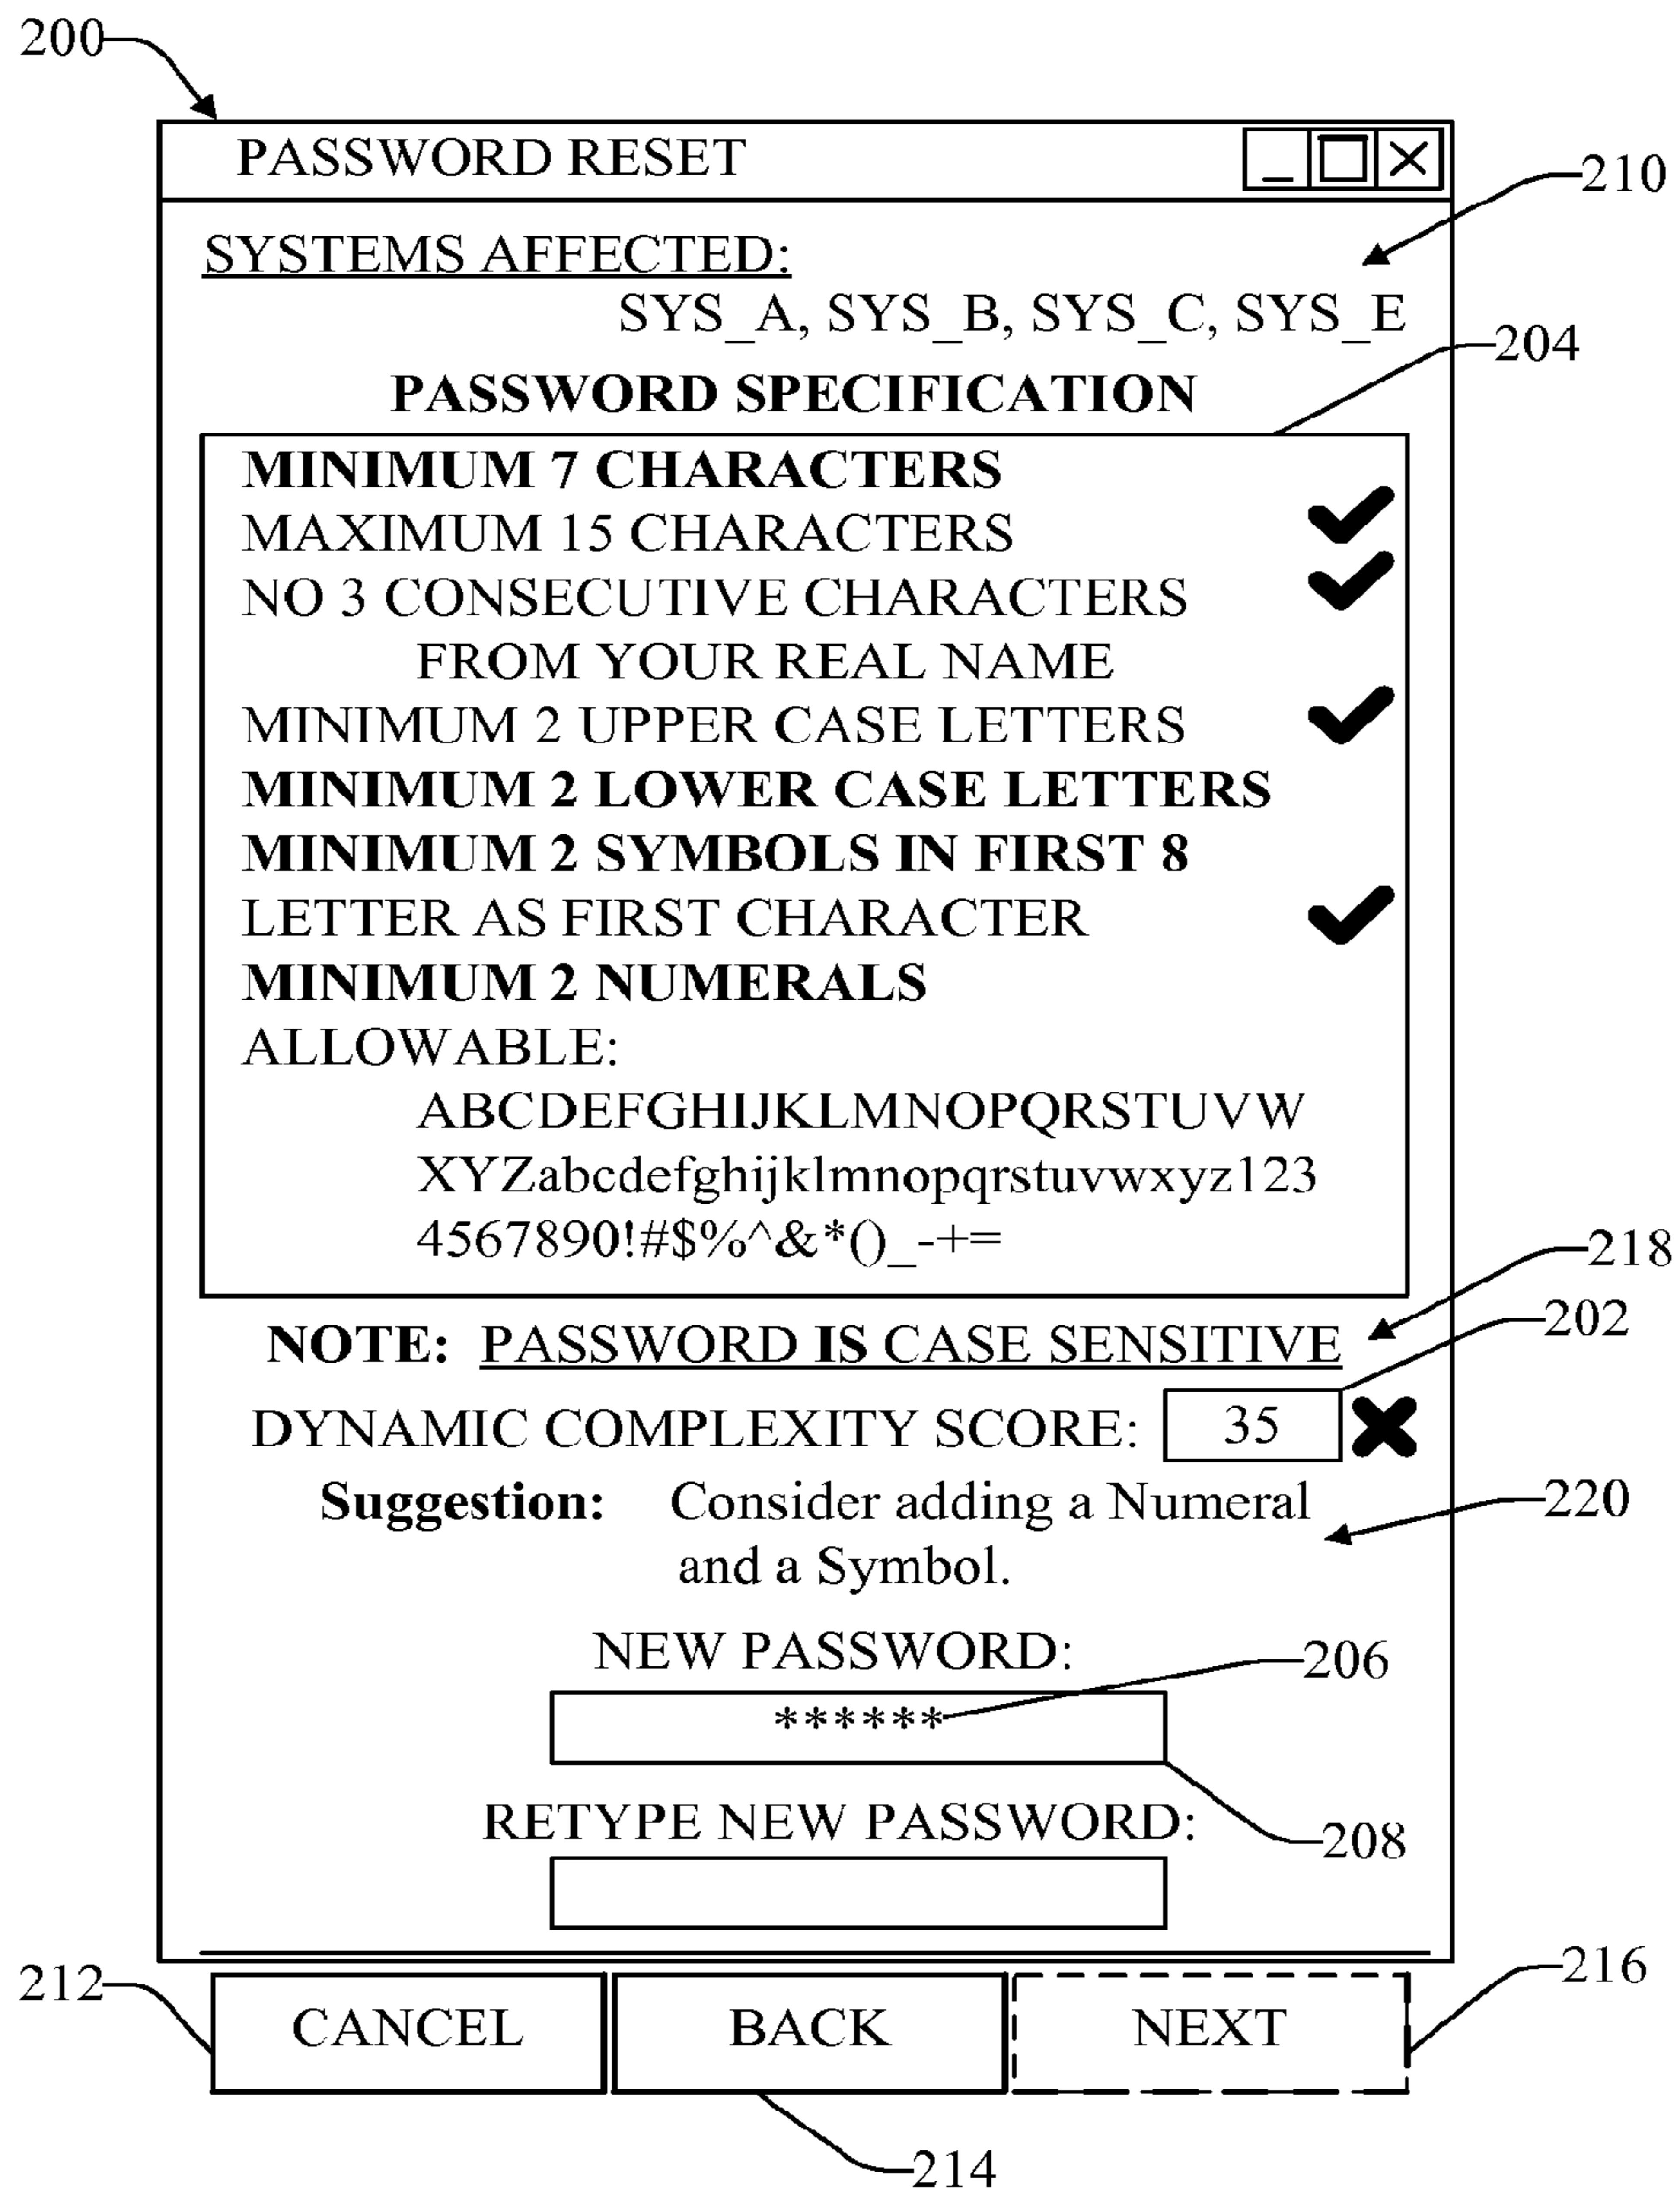 200
PASSWORD RESET
210
SYSTEMS AFFECTED:
SYS_A, SYS_B, SYS_C, SYS_E
204
PASSWORD SPECIFICATION
MINIMUM 7 CHARACTERS
MAXIMUM 15 CHARACTERS
NO 3 CONSECUTIVE CHARACTERS
FROM YOUR REAL NAME
MINIMUM 2 UPPER CASE LETTERS
MINIMUM 2 LOWER CASE LETTERS
MINIMUM 2 SYMBOLS IN FIRST 8
LETTER AS FIRST CHARACTER
MINIMUM 2 NUMERALS
ALLOWABLE:
ABCDEFGHIJKLMNOPQRSTUVW
XYZabcdefghijklmnopqrstuvwxyz123
4567890!#$%^&*()_-+=
218
202
NOTE: PASSWORD IS CASE SENSITIVE
DYNAMIC COMPLEXITY SCORE: 35
220
Suggestion: Consider adding a Numeral
and a Symbol.
NEW PASSWORD:
206
******
RETYPE NEW PASSWORD:
208
212
216
CANCEL BACK NEXT
214